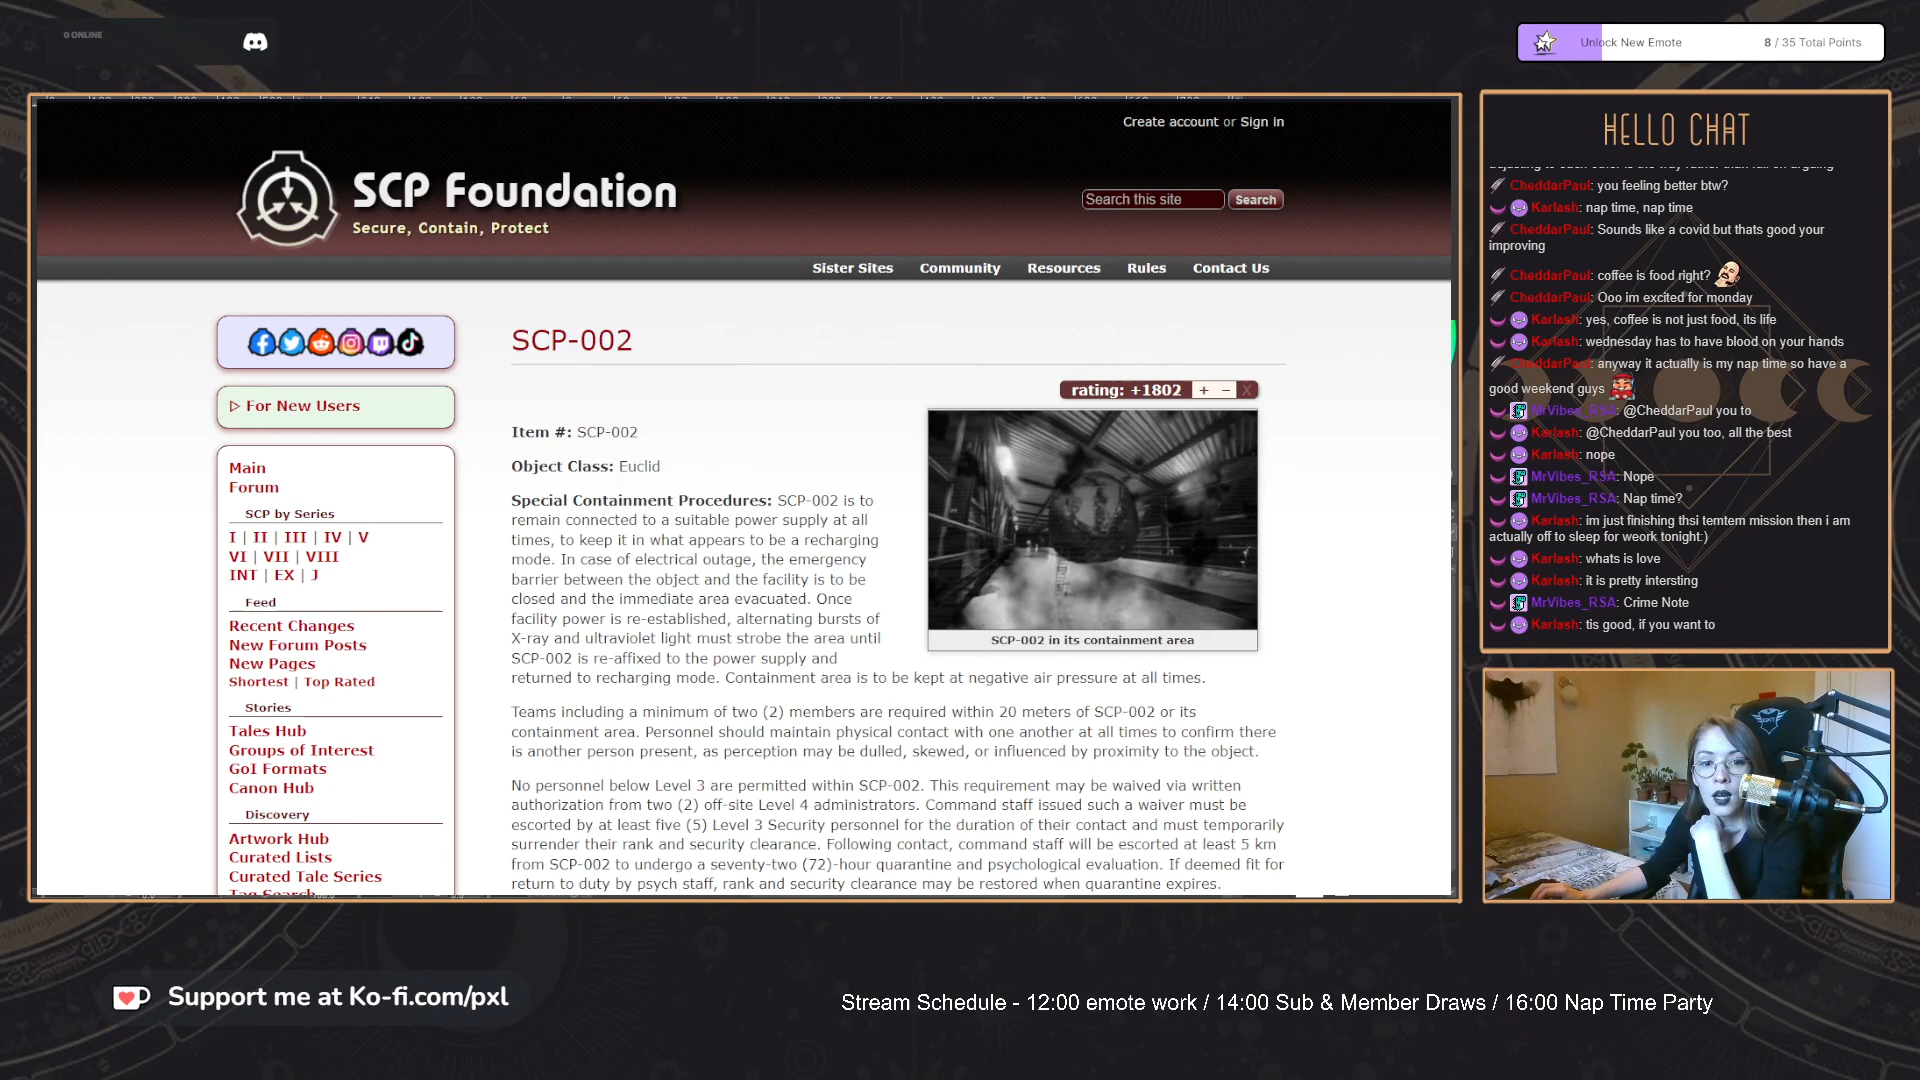 0 ONLINE
Unlock New Emote
8 / 35 Total Points
Create account or Sign in
SCP Foundation
Secure, Contain, Protect
Search this site
Search
Sister Sites
Community
Resources
Rules
Contact Us
For New Users
Main
Forum
SCP by Series
I | II | III | IV | V
VI | VII | VIII
INT | EX | J
Feed
Recent Changes
New Forum Posts
New Pages
Shortest | Top Rated
Stories
Tales Hub
Groups of Interest
GoI Formats
Canon Hub
Discovery
Artwork Hub
Curated Lists
Curated Tale Series
Tag Search
SCP-002
rating: +1802 + − X
Item #: SCP-002
Object Class: Euclid
Special Containment Procedures: SCP-002 is to
remain connected to a suitable power supply at all
times, to keep it in what appears to be a recharging
mode. In case of electrical outage, the emergency
barrier between the object and the facility is to be
closed and the immediate area evacuated. Once
facility power is re-established, alternating bursts of
X-ray and ultraviolet light must strobe the area until
SCP-002 is re-affixed to the power supply and
returned to recharging mode. Containment area is to be kept at negative air pressure at all times.
SCP-002 in its containment area
Teams including a minimum of two (2) members are required within 20 meters of SCP-002 or its
containment area. Personnel should maintain physical contact with one another at all times to confirm there
is another person present, as perception may be dulled, skewed, or influenced by proximity to the object.
No personnel below Level 3 are permitted within SCP-002. This requirement may be waived via written
authorization from two (2) off-site Level 4 administrators. Command staff issued such a waiver must be
escorted by at least five (5) Level 3 Security personnel for the duration of their contact and must temporarily
surrender their rank and security clearance. Following contact, command staff will be escorted at least 5 km
from SCP-002 to undergo a seventy-two (72)-hour quarantine and psychological evaluation. If deemed fit for
return to duty by psych staff, rank and security clearance may be restored when quarantine expires.
HELLO CHAT
CheddarPaul: you feeling better btw?
Karlash: nap time, nap time
CheddarPaul: Sounds like a covid but thats good your
improving
CheddarPaul: coffee is food right?
CheddarPaul: Ooo im excited for monday
Karlash: yes, coffee is not just food, its life
Karlash: wednesday has to have blood on your hands
CheddarPaul: anyway it actually is my nap time so have a
good weekend guys
MrVibes_RSA: @CheddarPaul you to
Karlash: @CheddarPaul you too, all the best
Karlash: nope
MrVibes_RSA: Nope
MrVibes_RSA: Nap time?
Karlash: im just finishing thsi temtem mission then i am
actually off to sleep for weork tonight:)
Karlash: whats is love
Karlash: it is pretty intersting
MrVibes_RSA: Crime Note
Karlash: tis good, if you want to
Support me at Ko-fi.com/pxl
Stream Schedule - 12:00 emote work / 14:00 Sub & Member Draws / 16:00 Nap Time Party